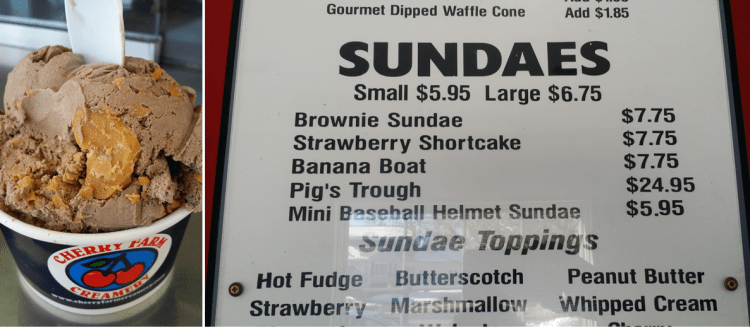 CHERRY FARM
CREAMERY
Gourmet Dipped Waffle Cone Add $1.85
SUNDAES
Small $5.95 Large $6.75
Brownie Sundae $7.75
Strawberry Shortcake $7.75
Banana Boat $7.75
Pig's Trough $24.95
Mini Baseball Helmet Sundae $5.95
Sundae Toppings
Hot Fudge Butterscotch Peanut Butter
Strawberry Marshmallow Whipped Cream